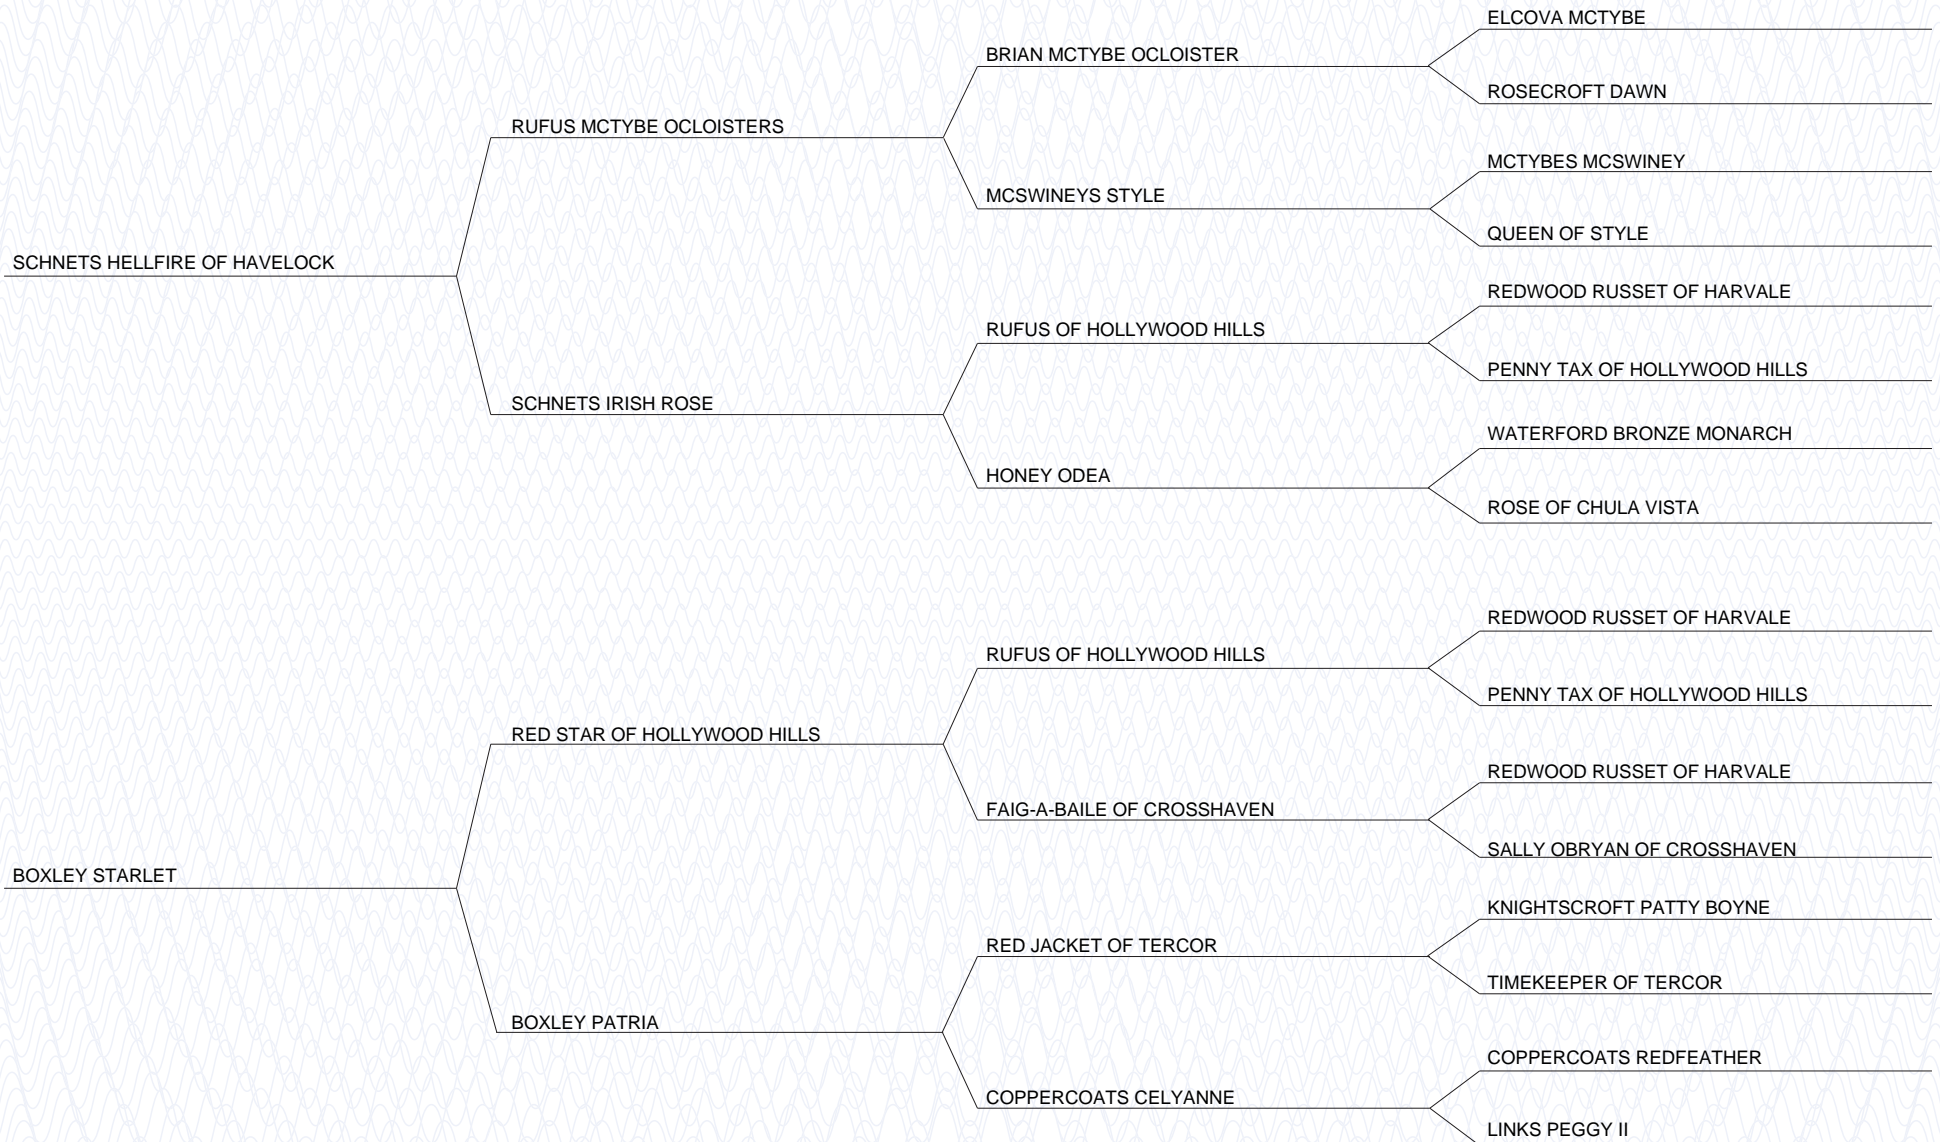 ELCOVA MCTYBE
BRIAN MCTYBE OCLOISTER
ROSECROFT DAWN
RUFUS MCTYBE OCLOISTERS
MCTYBES MCSWINEY
MCSWINEYS STYLE
QUEEN OF STYLE
SCHNETS HELLFIRE OF HAVELOCK
REDWOOD RUSSET OF HARVALE
RUFUS OF HOLLYWOOD HILLS
PENNY TAX OF HOLLYWOOD HILLS
SCHNETS IRISH ROSE
WATERFORD BRONZE MONARCH
HONEY ODEA
ROSE OF CHULA VISTA
REDWOOD RUSSET OF HARVALE
RUFUS OF HOLLYWOOD HILLS
PENNY TAX OF HOLLYWOOD HILLS
RED STAR OF HOLLYWOOD HILLS
REDWOOD RUSSET OF HARVALE
FAIG-A-BAILE OF CROSSHAVEN
SALLY OBRYAN OF CROSSHAVEN
BOXLEY STARLET
KNIGHTSCROFT PATTY BOYNE
RED JACKET OF TERCOR
TIMEKEEPER OF TERCOR
BOXLEY PATRIA
COPPERCOATS REDFEATHER
COPPERCOATS CELYANNE
LINKS PEGGY II